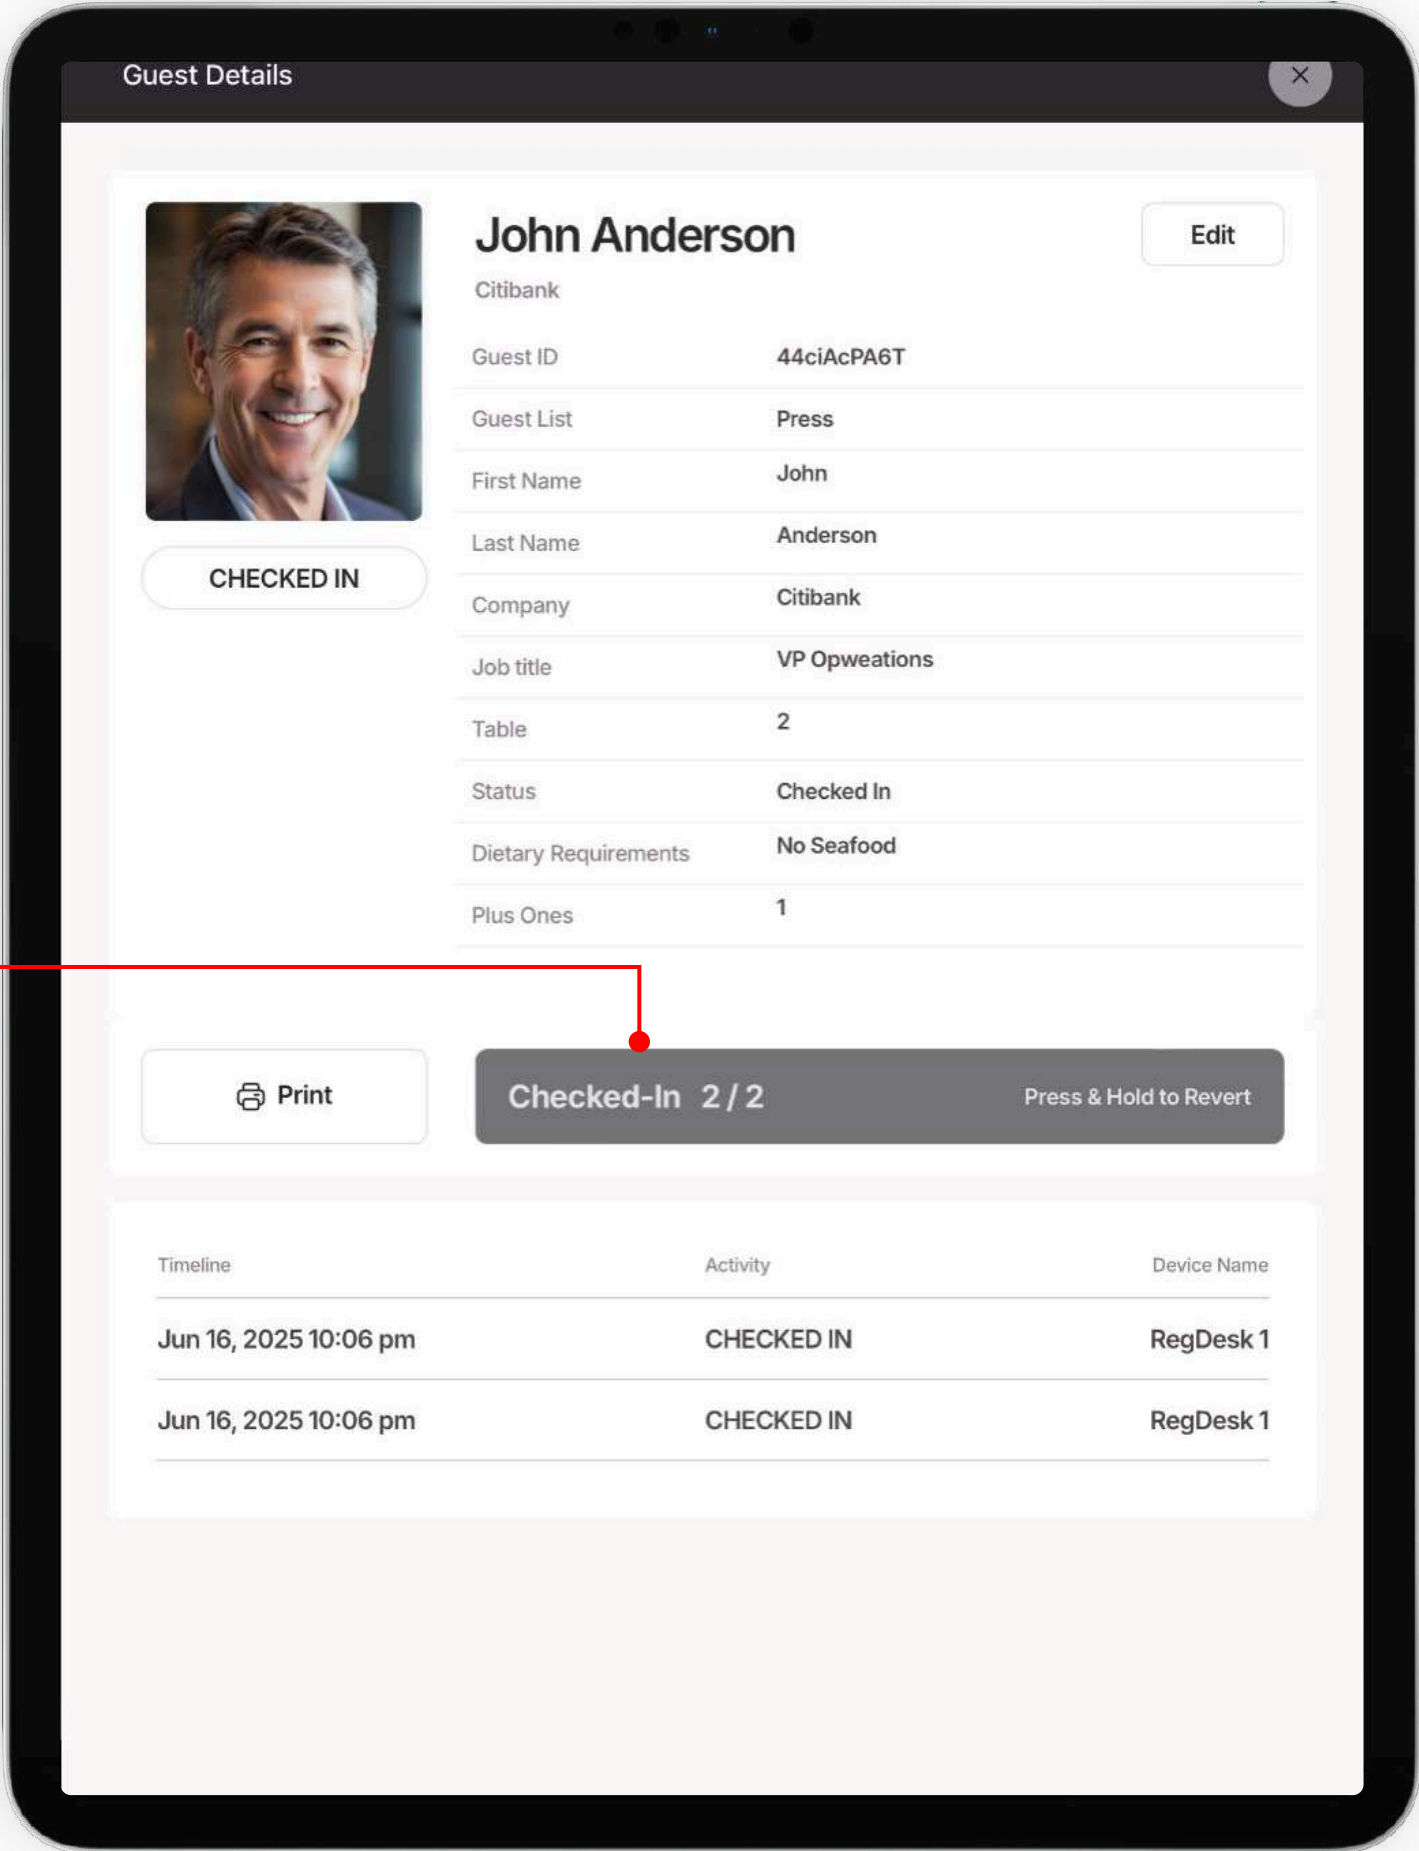 Guest Details
John Anderson
Edit
Citibank
Guest ID 44ciAcPA6T
Guest List Press
First Name John
Last Name Anderson
CHECKED IN
Company Citibank
Job title VP Opweations
Table 2
Status Checked In
Dietary Requirements No Seafood
Plus Ones 1
Print
Checked-In 2 / 2 Press & Hold to Revert
Timeline Activity Device Name
Jun 16, 2025 10:06 pm CHECKED IN RegDesk 1
Jun 16, 2025 10:06 pm CHECKED IN RegDesk 1